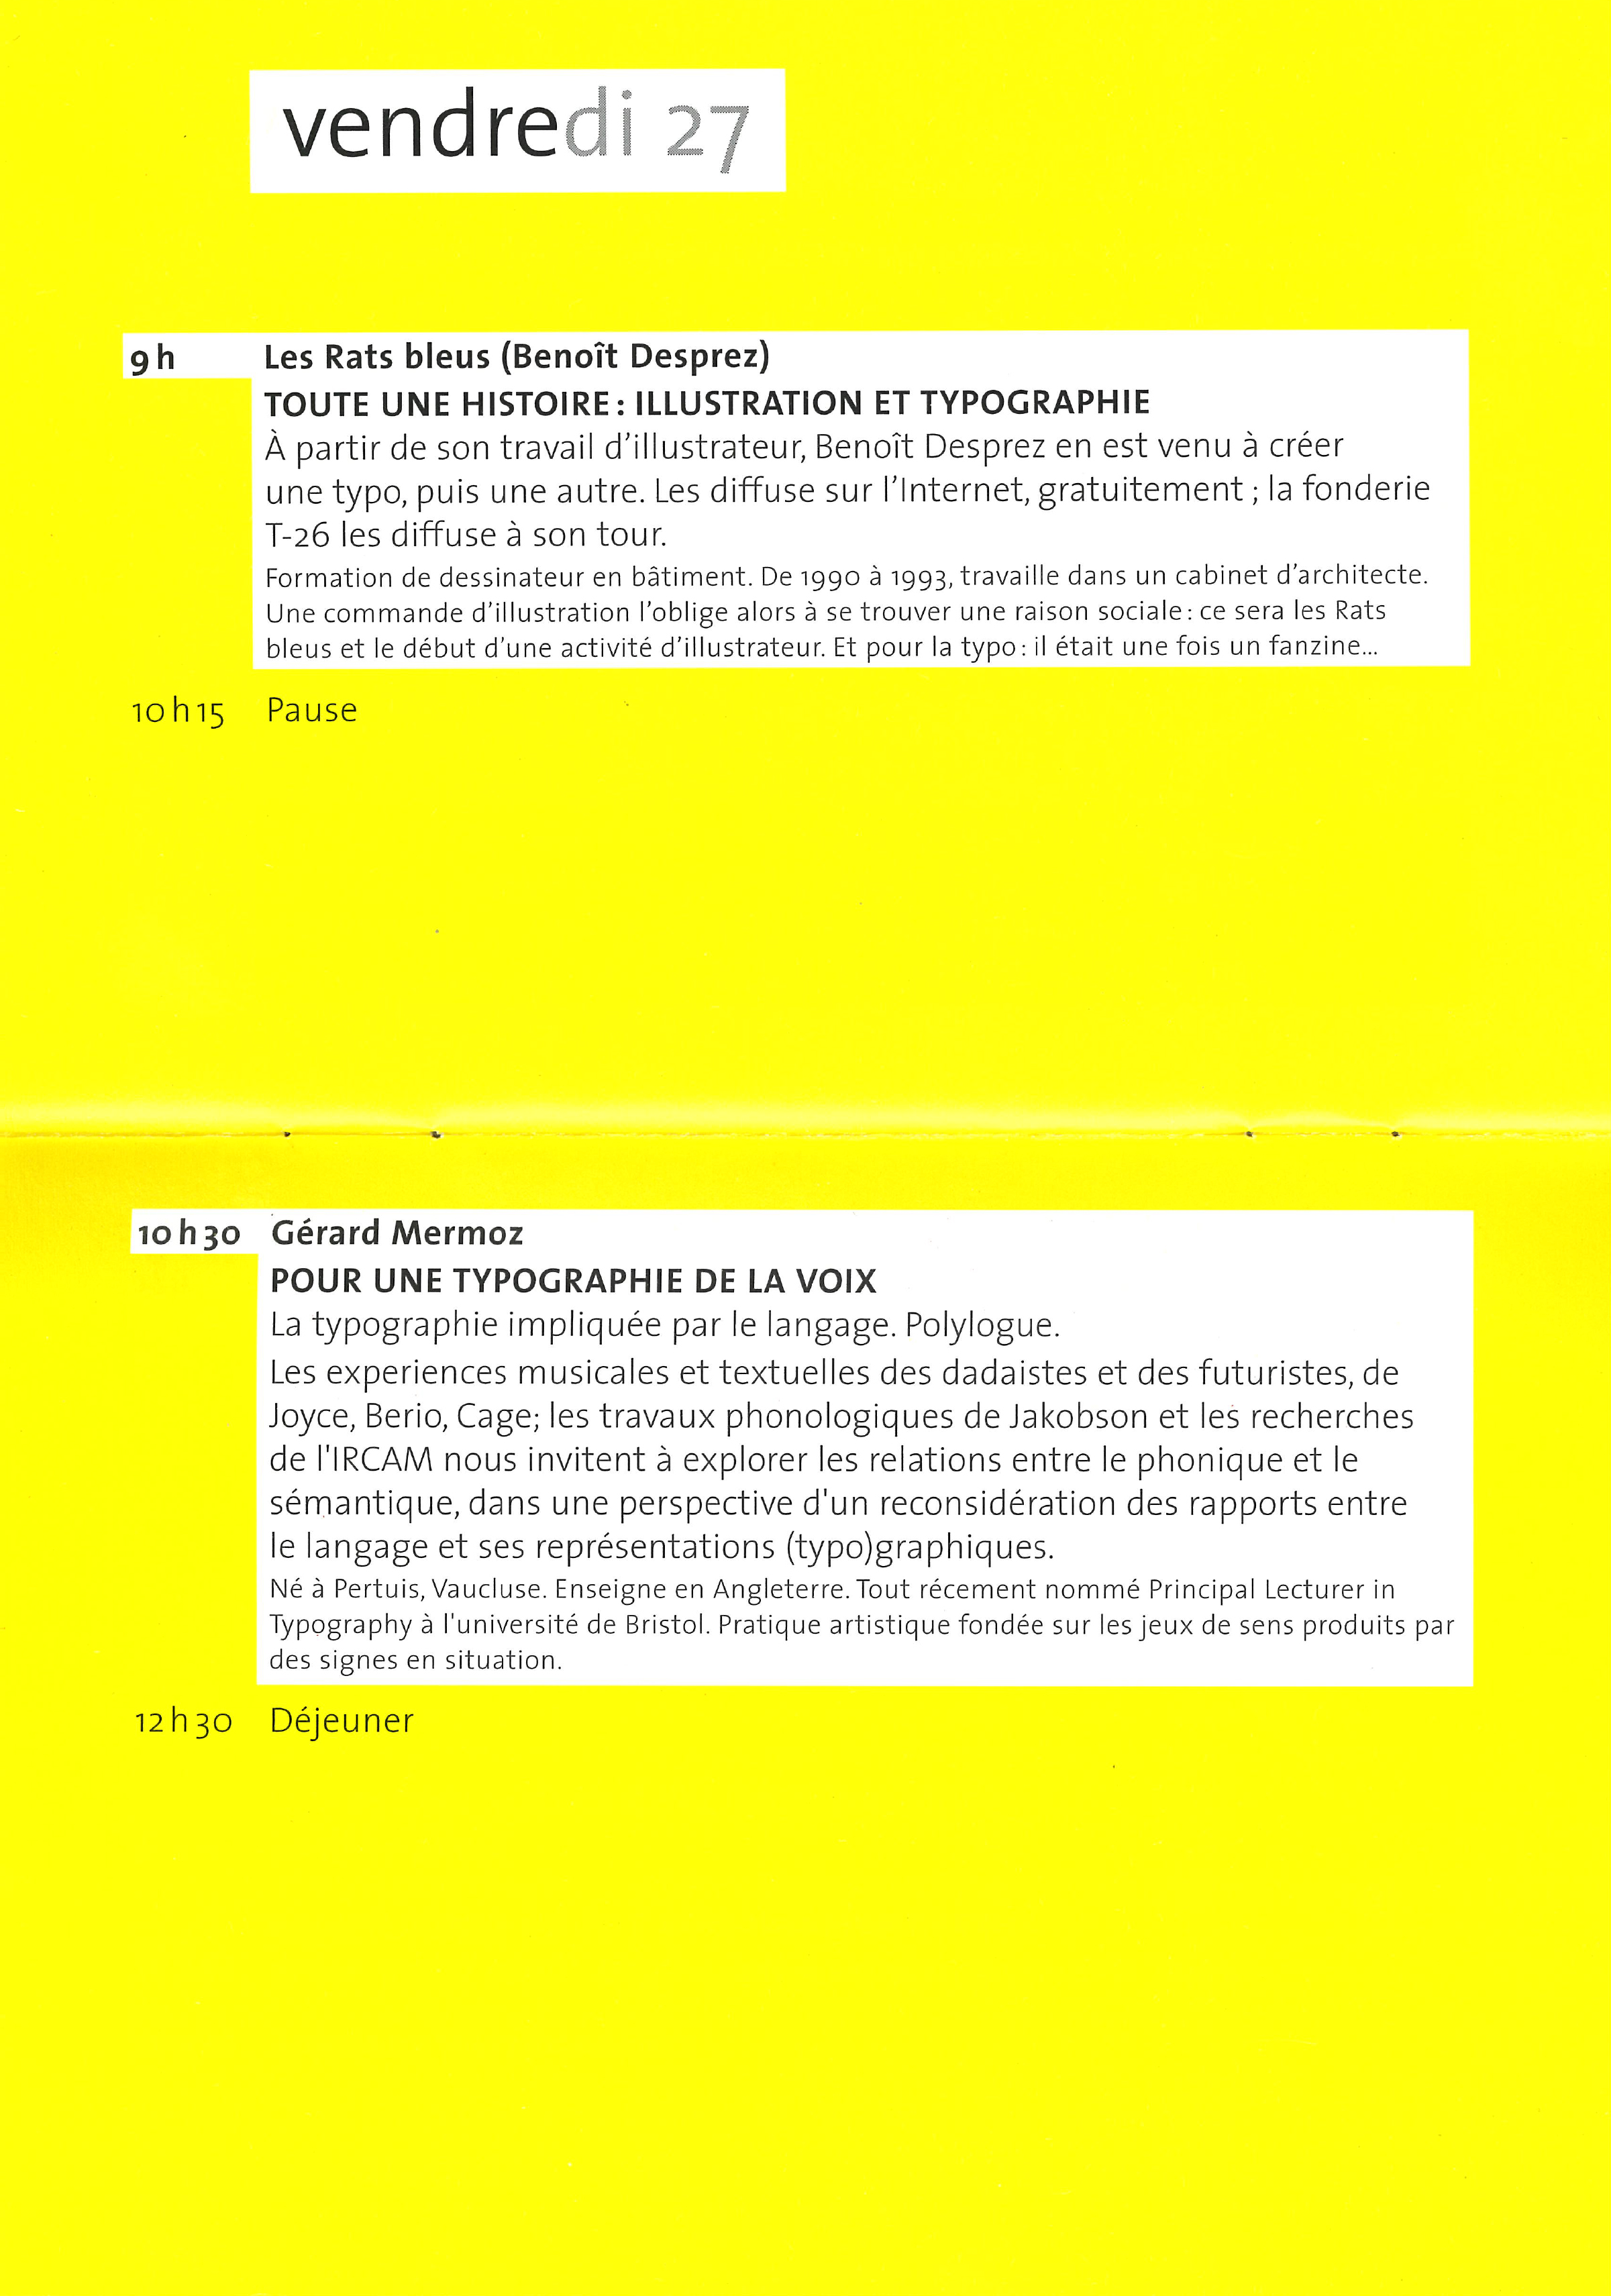 vendredi 27
9 h Les Rats bleus (Benoît Desprez)
TOUTE UNE HISTOIRE : ILLUSTRATION ET TYPOGRAPHIE
À partir de son travail d’illustrateur, Benoît Desprez en est venu à créer
une typo, puis une autre. Les diffuse sur l’Internet, gratuitement ; la fonderie
T-26 les diffuse à son tour.
Formation de dessinateur en bâtiment. De 1990 à 1993, travaille dans un cabinet d’architecte.
Une commande d’illustration l’oblige alors à se trouver une raison sociale : ce sera les Rats
bleus et le début d’une activité d’illustrateur. Et pour la typo : il était une fois un fanzine...
10 h 15 Pause
10 h 30 Gérard Mermoz
POUR UNE TYPOGRAPHIE DE LA VOIX
La typographie impliquée par le langage. Polylogue.
Les experiences musicales et textuelles des dadaistes et des futuristes, de
Joyce, Berio, Cage; les travaux phonologiques de Jakobson et les recherches
de l'IRCAM nous invitent à explorer les relations entre le phonique et le
sémantique, dans une perspective d'un reconsidération des rapports entre
le langage et ses représentations (typo)graphiques.
Né à Pertuis, Vaucluse. Enseigne en Angleterre. Tout récement nommé Principal Lecturer in
Typography à l'université de Bristol. Pratique artistique fondée sur les jeux de sens produits par
des signes en situation.
12 h 30 Déjeuner